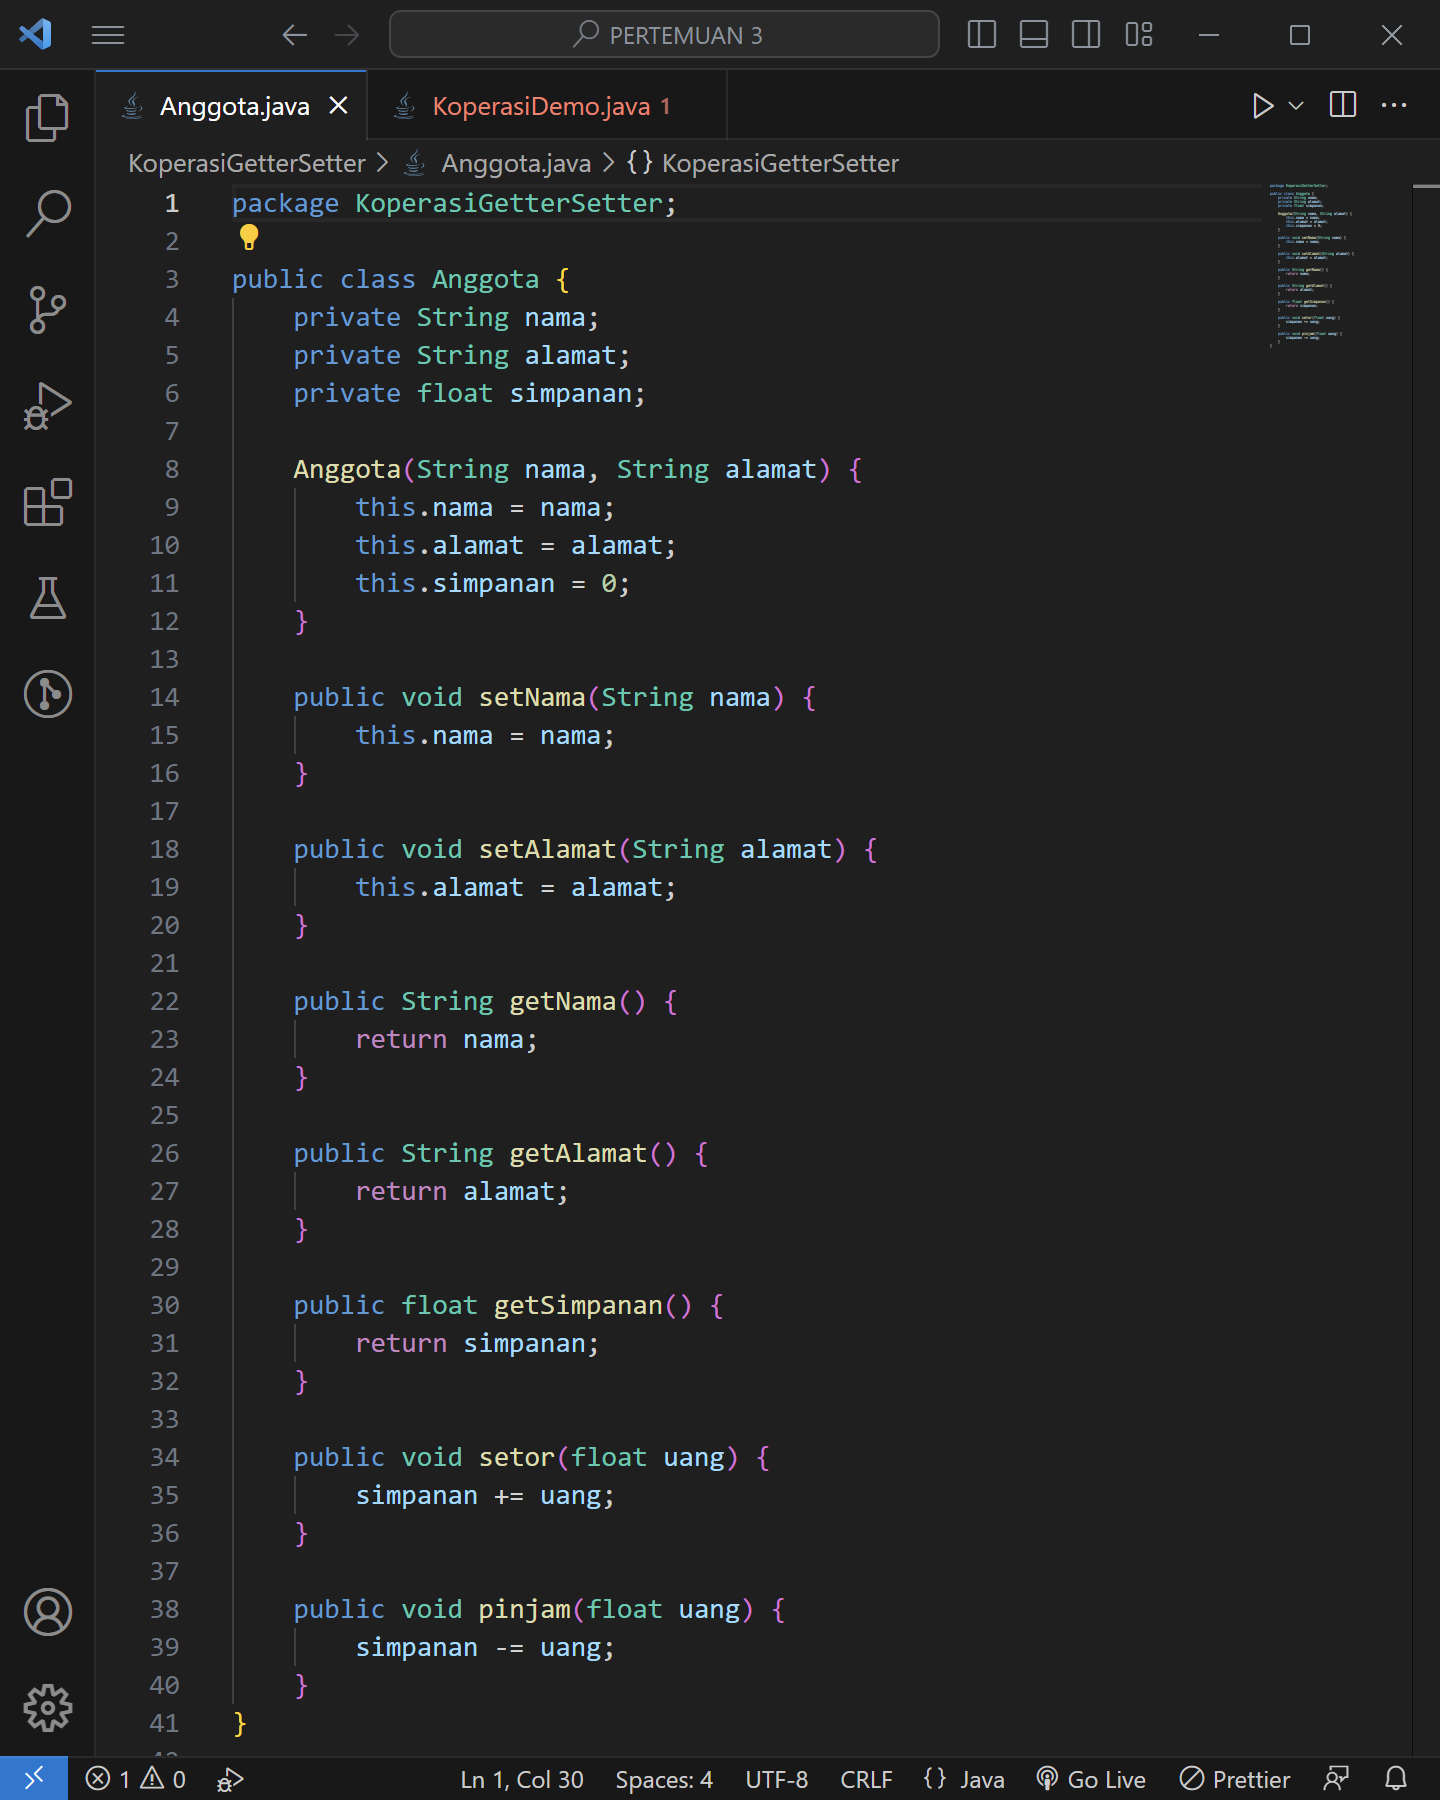 PERTEMUAN 3
Anggota.java
KoperasiDemo.java 1
KoperasiGetterSetter > Anggota.java > {} KoperasiGetterSetter
1 package KoperasiGetterSetter;
2
3 public class Anggota {
4 private String nama;
5 private String alamat;
6 private float simpanan;
7
8 Anggota(String nama, String alamat) {
9 this.nama = nama;
10 this.alamat = alamat;
11 this.simpanan = 0;
12 }
13
14 public void setNama(String nama) {
15 this.nama = nama;
16 }
17
18 public void setAlamat(String alamat) {
19 this.alamat = alamat;
20 }
21
22 public String getNama() {
23 return nama;
24 }
25
26 public String getAlamat() {
27 return alamat;
28 }
29
30 public float getSimpanan() {
31 return simpanan;
32 }
33
34 public void setor(float uang) {
35 simpanan += uang;
36 }
37
38 public void pinjam(float uang) {
39 simpanan -= uang;
40 }
41 }
1 0 Ln 1, Col 30 Spaces: 4 UTF-8 CRLF {} Java Go Live Prettier